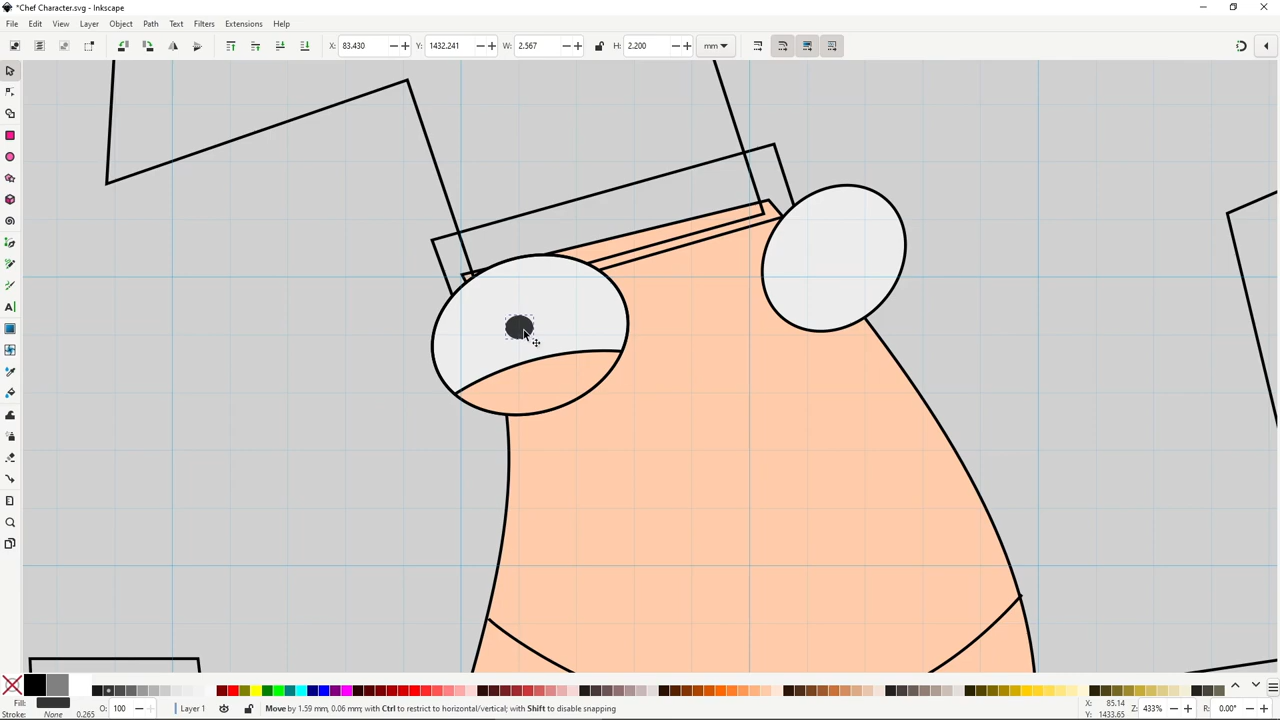 *Chef Character.svg - Inkscape
File Edit View Layer Object Path Text Filters Extensions Help
X: 83.430 Y: 1432.241 W: 2.567 H: 2.200 mm
Fill: O: 100 Layer 1 Move by 1.59 mm, 0.06 mm; with Ctrl to restrict to horizontal/vertical; with Shift to disable snapping X: 85.14 Z: 433% R: 0.00°
Stroke: None 0.265 Y: 1433.65